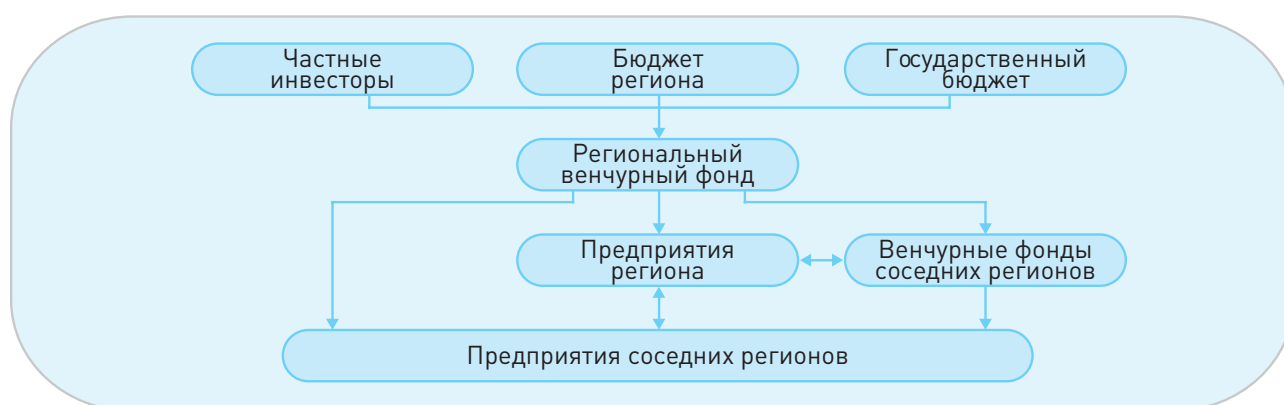 Частные
инвесторы
Бюджет
региона
Государственный
бюджет
Региональный
венчурный фонд
Предприятия
региона
Венчурные фонды
соседних регионов
Предприятия соседних регионов